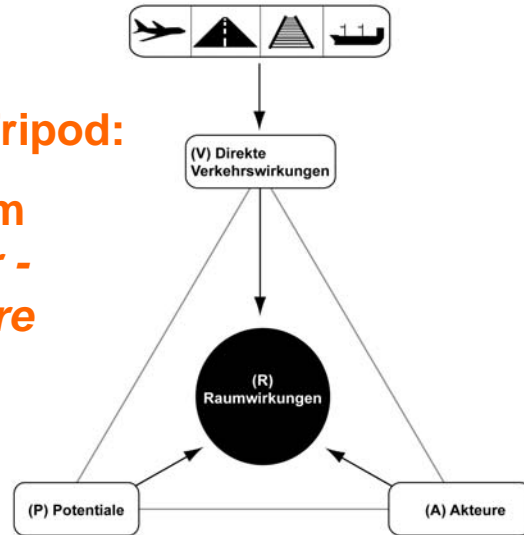 ripod:
m
r -
re
(V) Direkte
Verkehrswirkungen
(R)
Raumwirkungen
(P) Potentiale
(A) Akteure